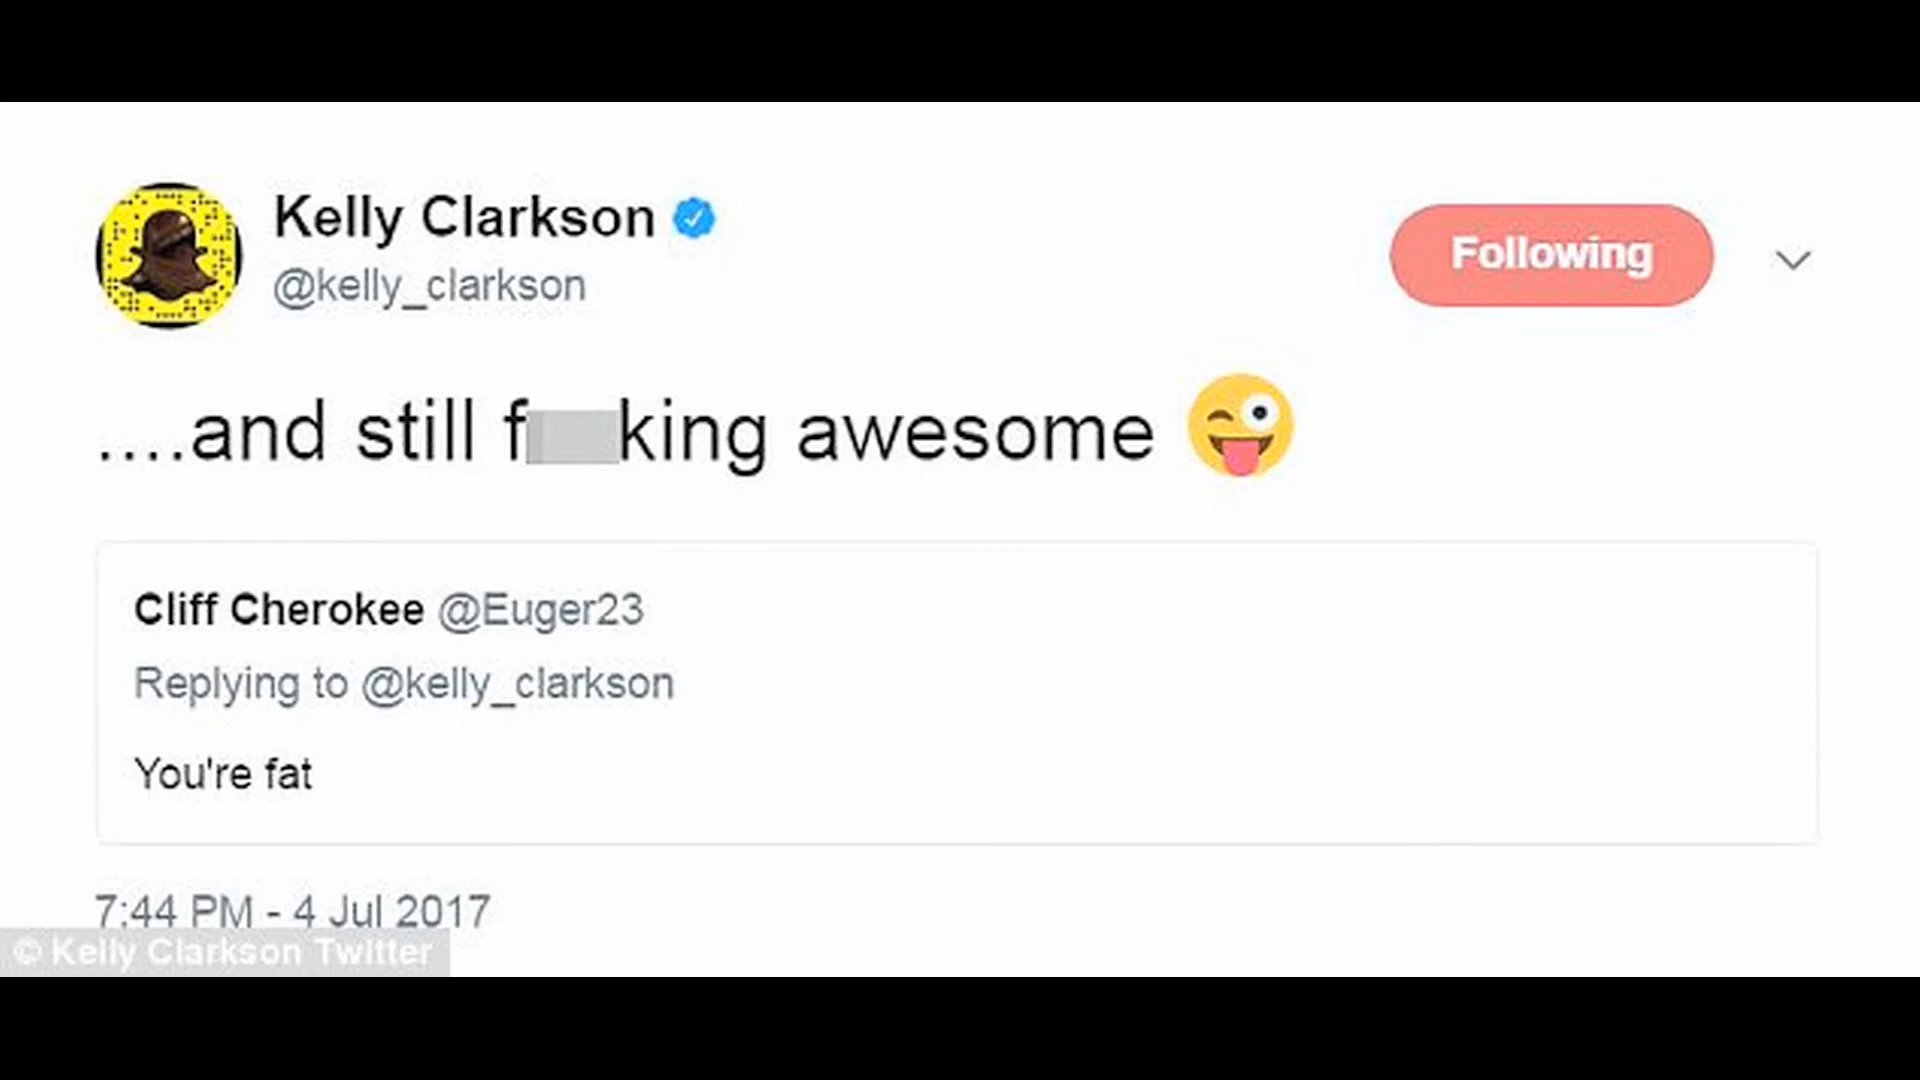 Kelly Clarkson
@kelly_clarkson
Following
....and still f king awesome 😜
Cliff Cherokee @Euger23
Replying to @kelly_clarkson
You're fat
7:44 PM - 4 Jul 2017
© Kelly Clarkson Twitter